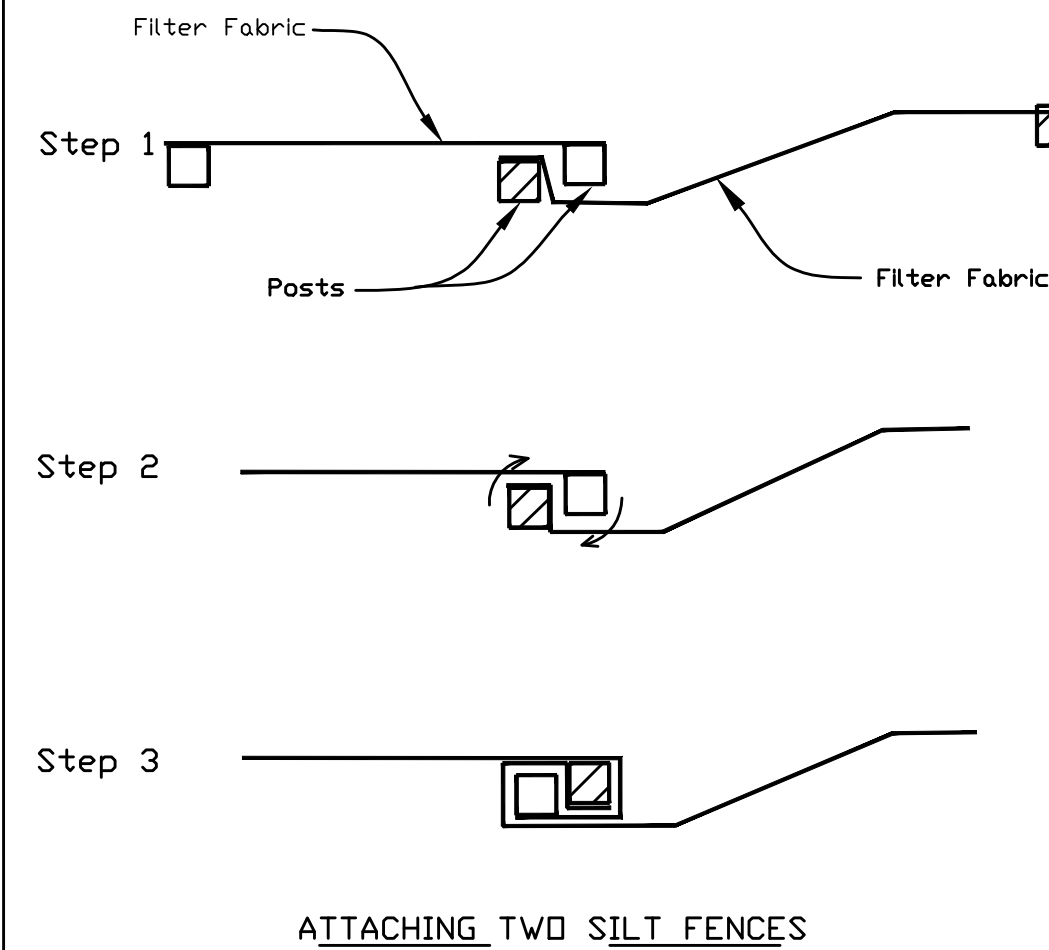 Filter Fabric
Step 1
Posts
Filter Fabric
Step 2
Step 3
ATTACHING TWO SILT FENCES